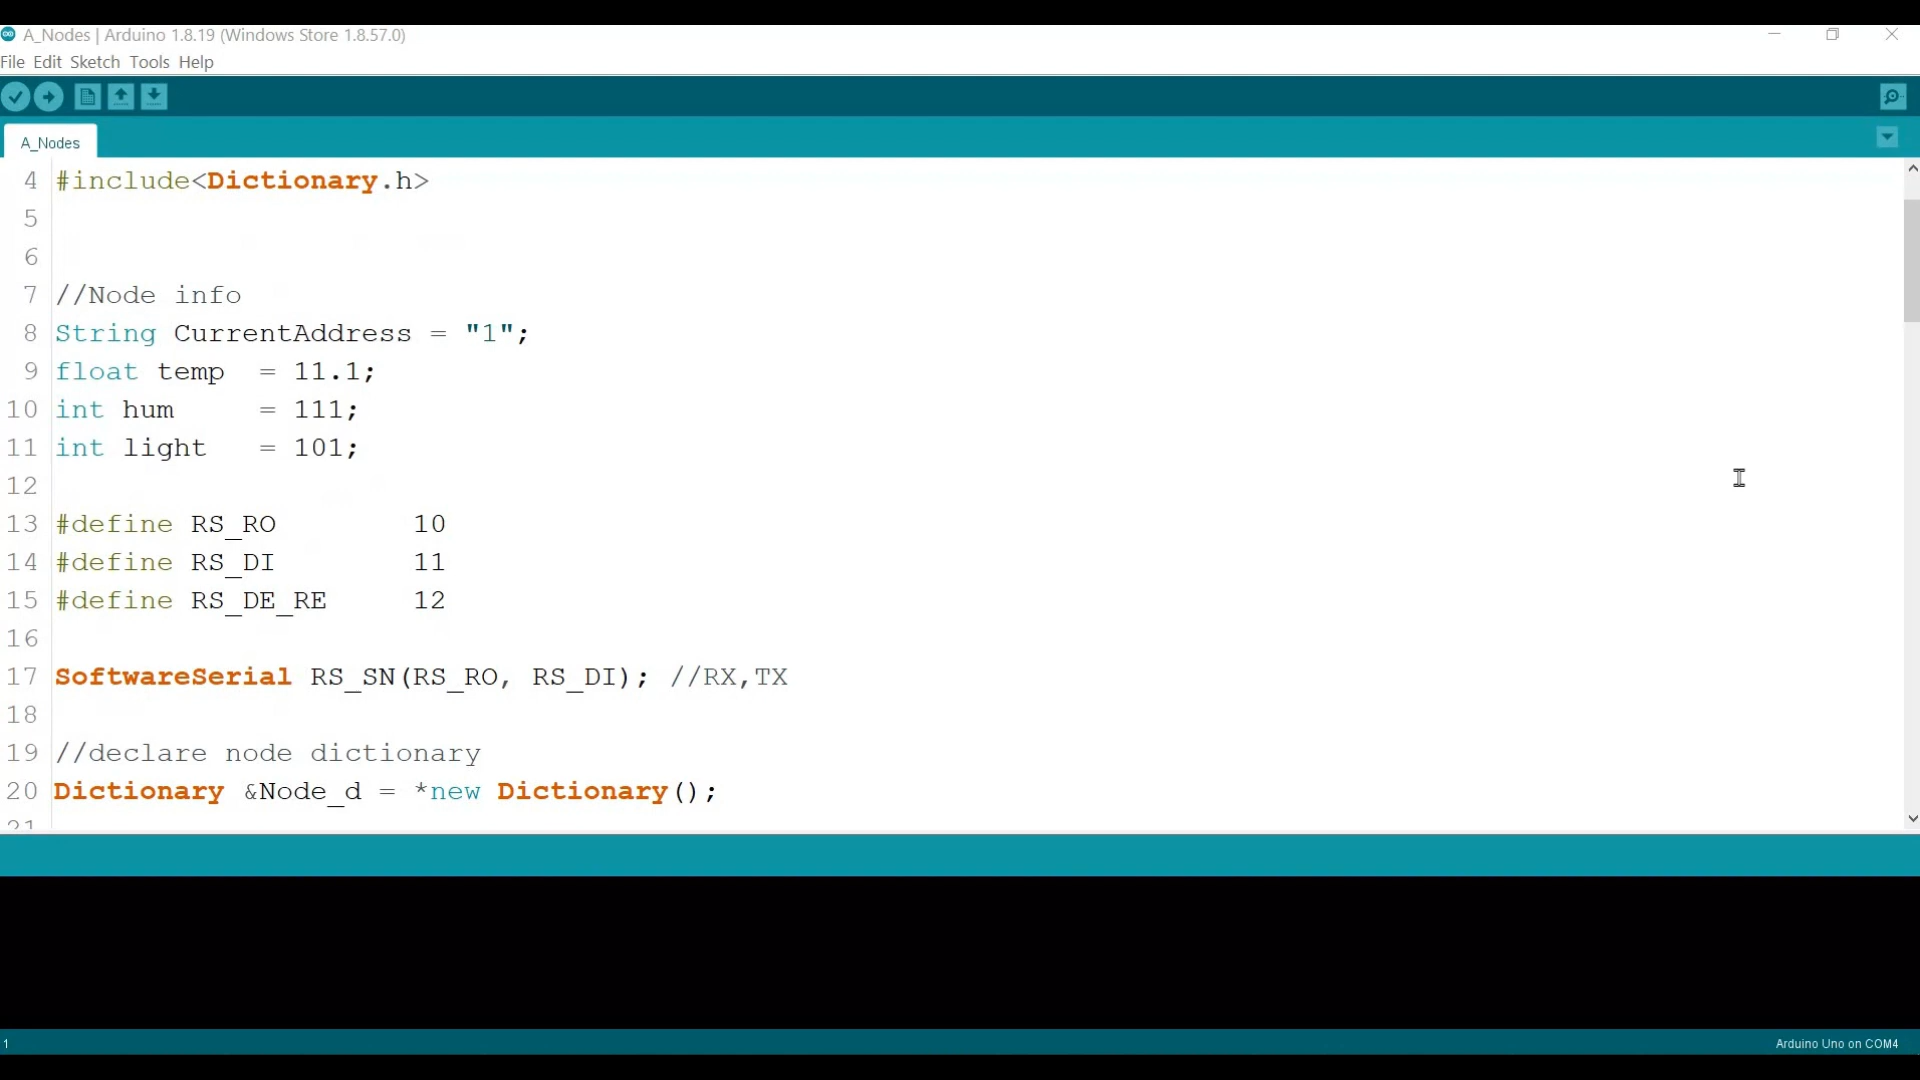 A_Nodes | Arduino 1.8.19 (Windows Store 1.8.57.0)
File Edit Sketch Tools Help
A_Nodes
4 #include<Dictionary.h>
5
6
7 //Node info
8 String CurrentAddress = "1";
9 float temp  = 11.1;
10 int hum     = 111;
11 int light   = 101;
12
13 #define RS_RO        10
14 #define RS_DI        11
15 #define RS_DE_RE     12
16
17 SoftwareSerial RS_SN(RS_RO, RS_DI); //RX,TX
18
19 //declare node dictionary
20 Dictionary &Node_d = *new Dictionary();
21
1
Arduino Uno on COM4